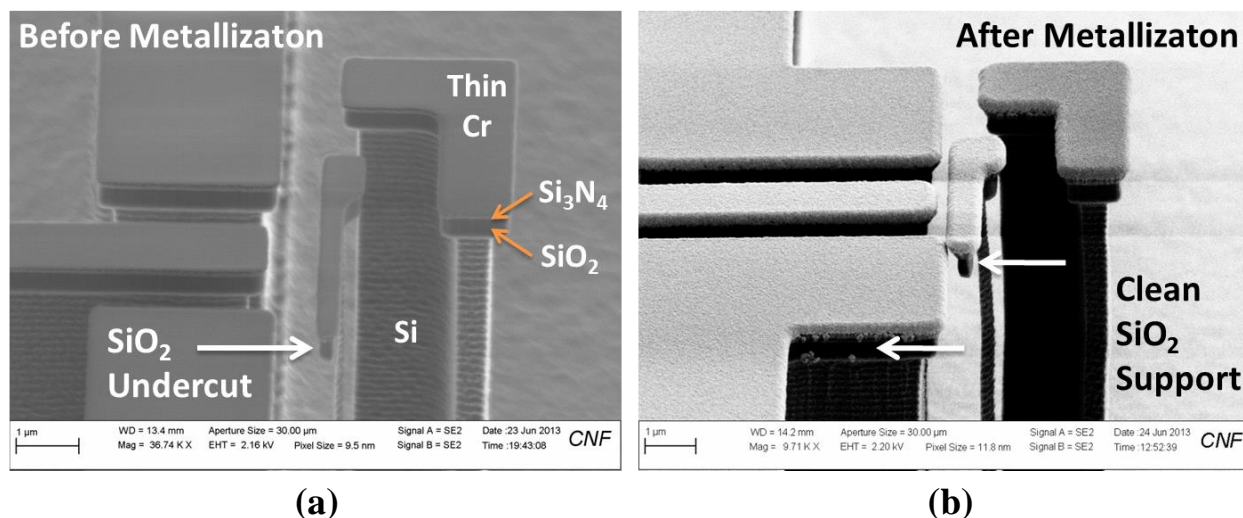 Before Metallizaton
Thin
Cr
Si3N4
SiO2
Si
SiO2
Undercut
1 µm
WD = 13.4 mm Aperture Size = 30.00 µm Signal A = SE2 Date :23 Jun 2013
Mag = 36.74 K X EHT = 2.16 kV Pixel Size = 9.5 nm Signal B = SE2 Time :19:43:08
CNF
(a)
After Metallizaton
Clean
SiO2
Support
1 µm
WD = 14.2 mm Aperture Size = 30.00 µm Signal A = SE2 Date :24 Jun 2013
Mag = 9.71 K X EHT = 2.20 kV Pixel Size = 11.8 nm Signal B = SE2 Time :12:52:39
CNF
(b)